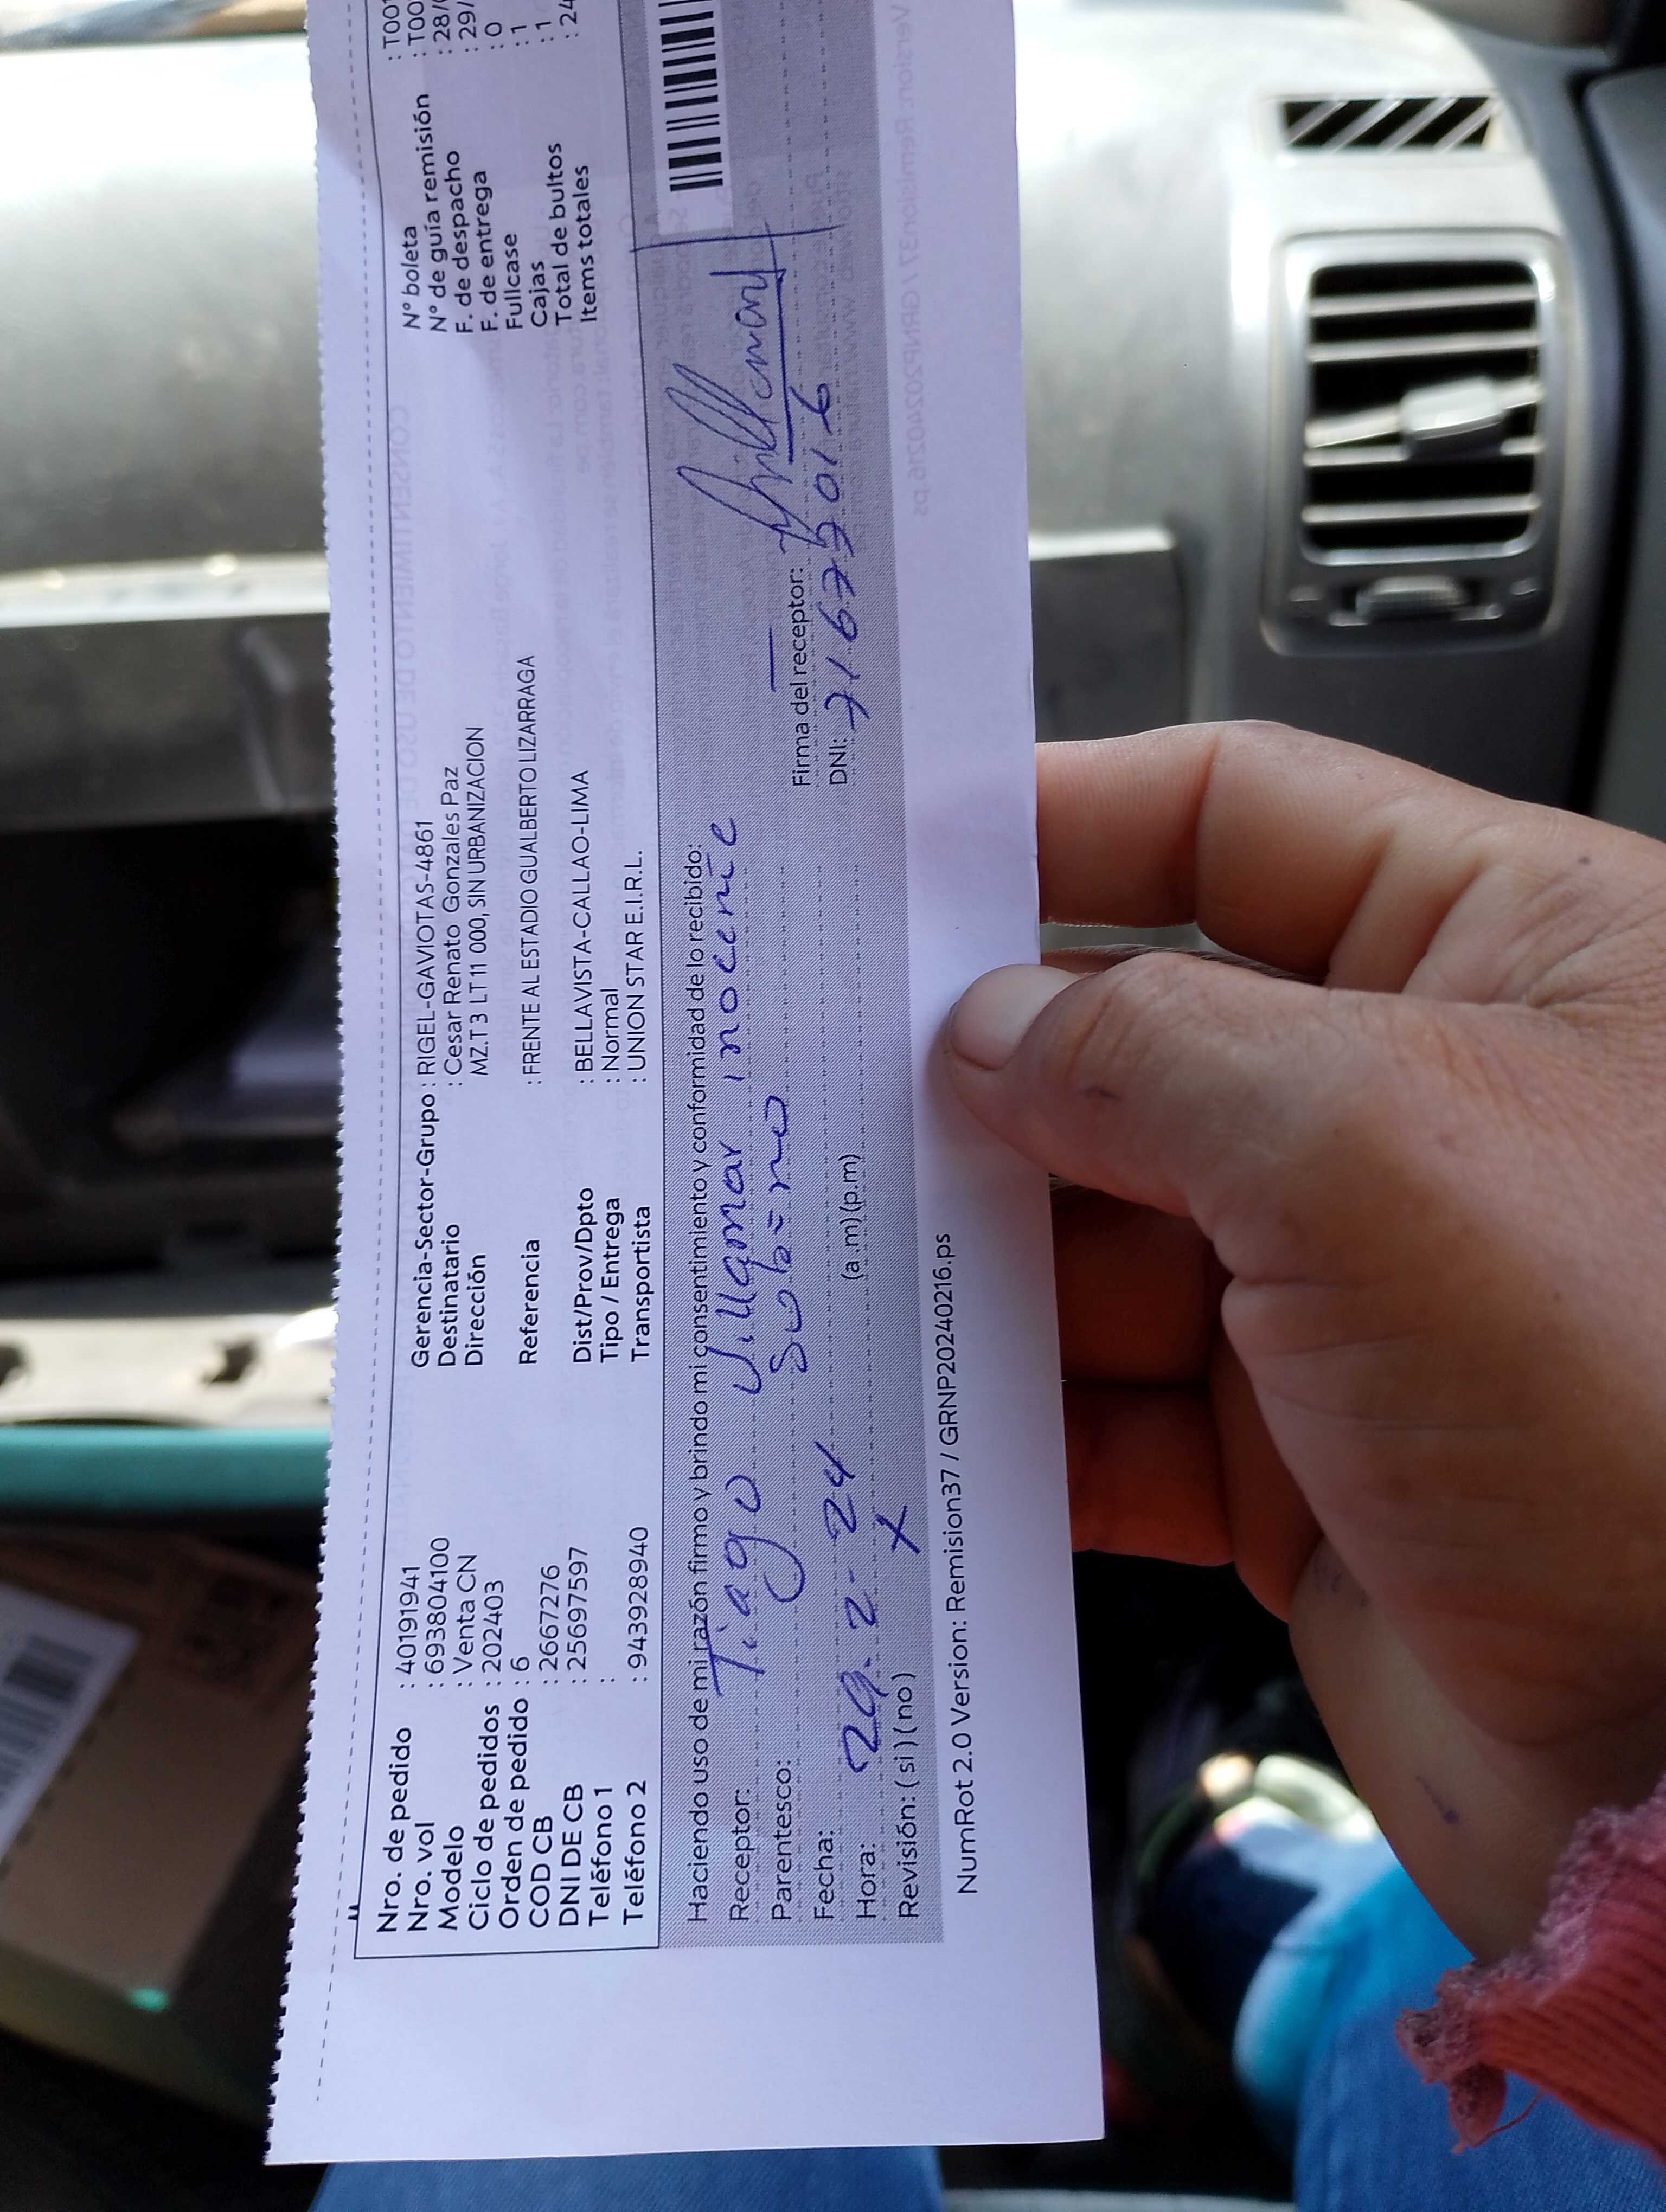 Nro. de pedido : 40191941
Nro. vol : 693804100
Modelo : Venta CN
Ciclo de pedidos : 202403
Orden de pedido : 6
COD CB : 2667276
DNI DE CB : 25697597
Teléfono 1 :
Teléfono 2 : 943928940
Gerencia-Sector-Grupo : RIGEL-GAVIOTAS-4861
Destinatario : Cesar Renato Gonzales Paz
Dirección MZ.T3 LT 11 000, SIN URBANIZACION
Referencia : FRENTE AL ESTADIO GUALBERTO LIZARRAGA
Dist/Prov/Dpto : BELLAVISTA-CALLAO-LIMA
Tipo / Entrega : Normal
Transportista : UNION STAR E.I.R.L.
N° boleta : T001
N° de guía remisión : T00
F. de despacho : 28/
F. de entrega : 29/
Fullcase : 0
Cajas : 1
Total de bultos : 1
Items totales : 24
Haciendo uso de mi razón firmo y brindo mi consentimiento y conformidad de lo recibido:
Receptor: Tiago Villamar inocente
Parentesco: Sobrino
Fecha: 29-2-24
Hora: (a.m) (p.m)
Revisión: ( si ) ( no ) X
Firma del receptor:
DNI: 71677501-6
NumRot 2.0 Version: Remision37 / GRNP20240216.ps